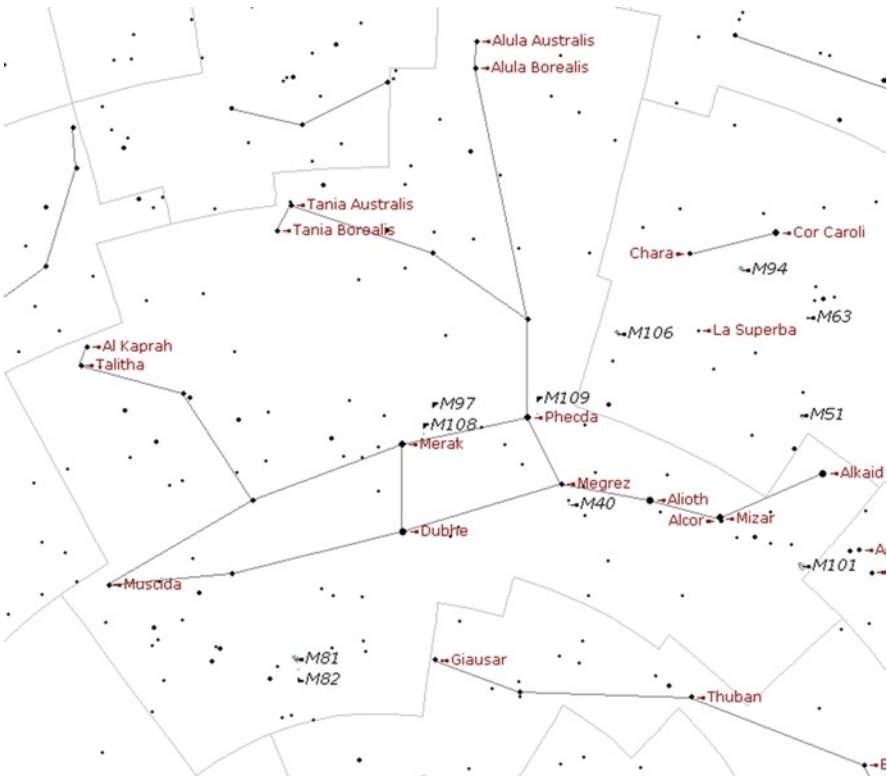 Alula Australis
Alula Borealis
Tania Australis
Tania Borealis
Cor Caroli
Chara
M94
M63
M106
La Superba
Al Kaprah
Talitha
M97
M109
M108
Phecda
M51
Merak
Alkaid
Megrez
Alioth
M40
Alcor
Mizar
Dubhe
M101
Muscida
M81
Giausar
M82
Thuban